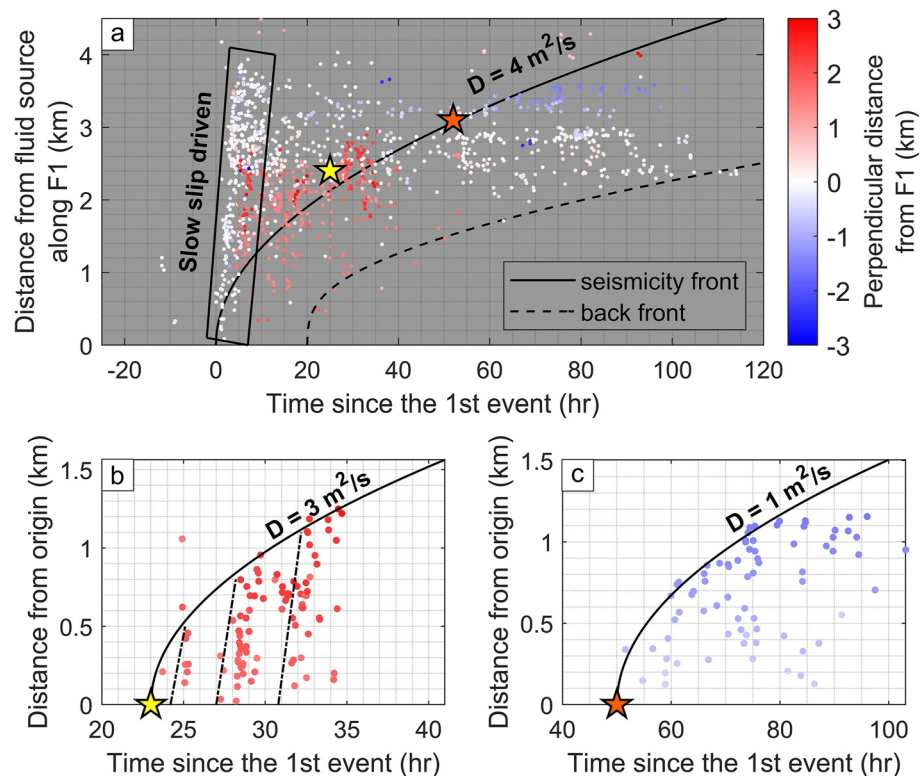 a
Distance from fluid source
along F1 (km)
4
3
2
1
0
Slow slip driven
D = 4 m²/s
seismicity front
back front
-20
0
20
40
60
80
100
120
Time since the 1st event (hr)
3
2
1
0
-1
-2
-3
Perpendicular distance
from F1 (km)
b
Distance from origin (km)
1.5
1
0.5
0
D = 3 m²/s
20
25
30
35
40
Time since the 1st event (hr)
c
Distance from origin (km)
1.5
1
0.5
0
D = 1 m²/s
40
60
80
100
Time since the 1st event (hr)